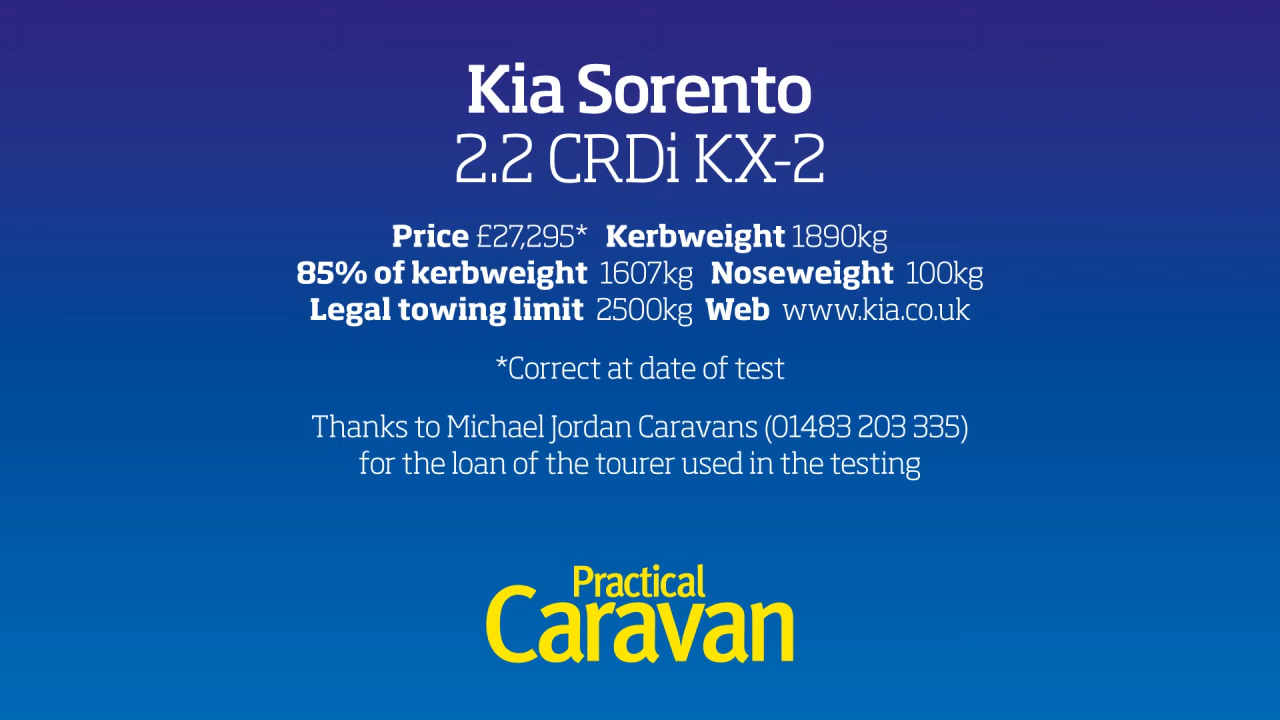 Kia Sorento
2.2 CRDi KX-2
Price £27,295* Kerbweight 1890kg
85% of kerbweight 1607kg Noseweight 100kg
Legal towing limit 2500kg Web www.kia.co.uk
*Correct at date of test
Thanks to Michael Jordan Caravans (01483 203 335)
for the loan of the tourer used in the testing
Practical
Caravan